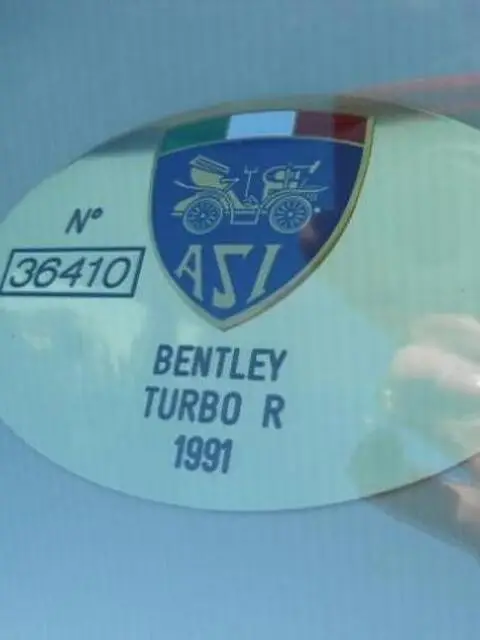 N°
36410
ASI
BENTLEY
TURBO R
1991